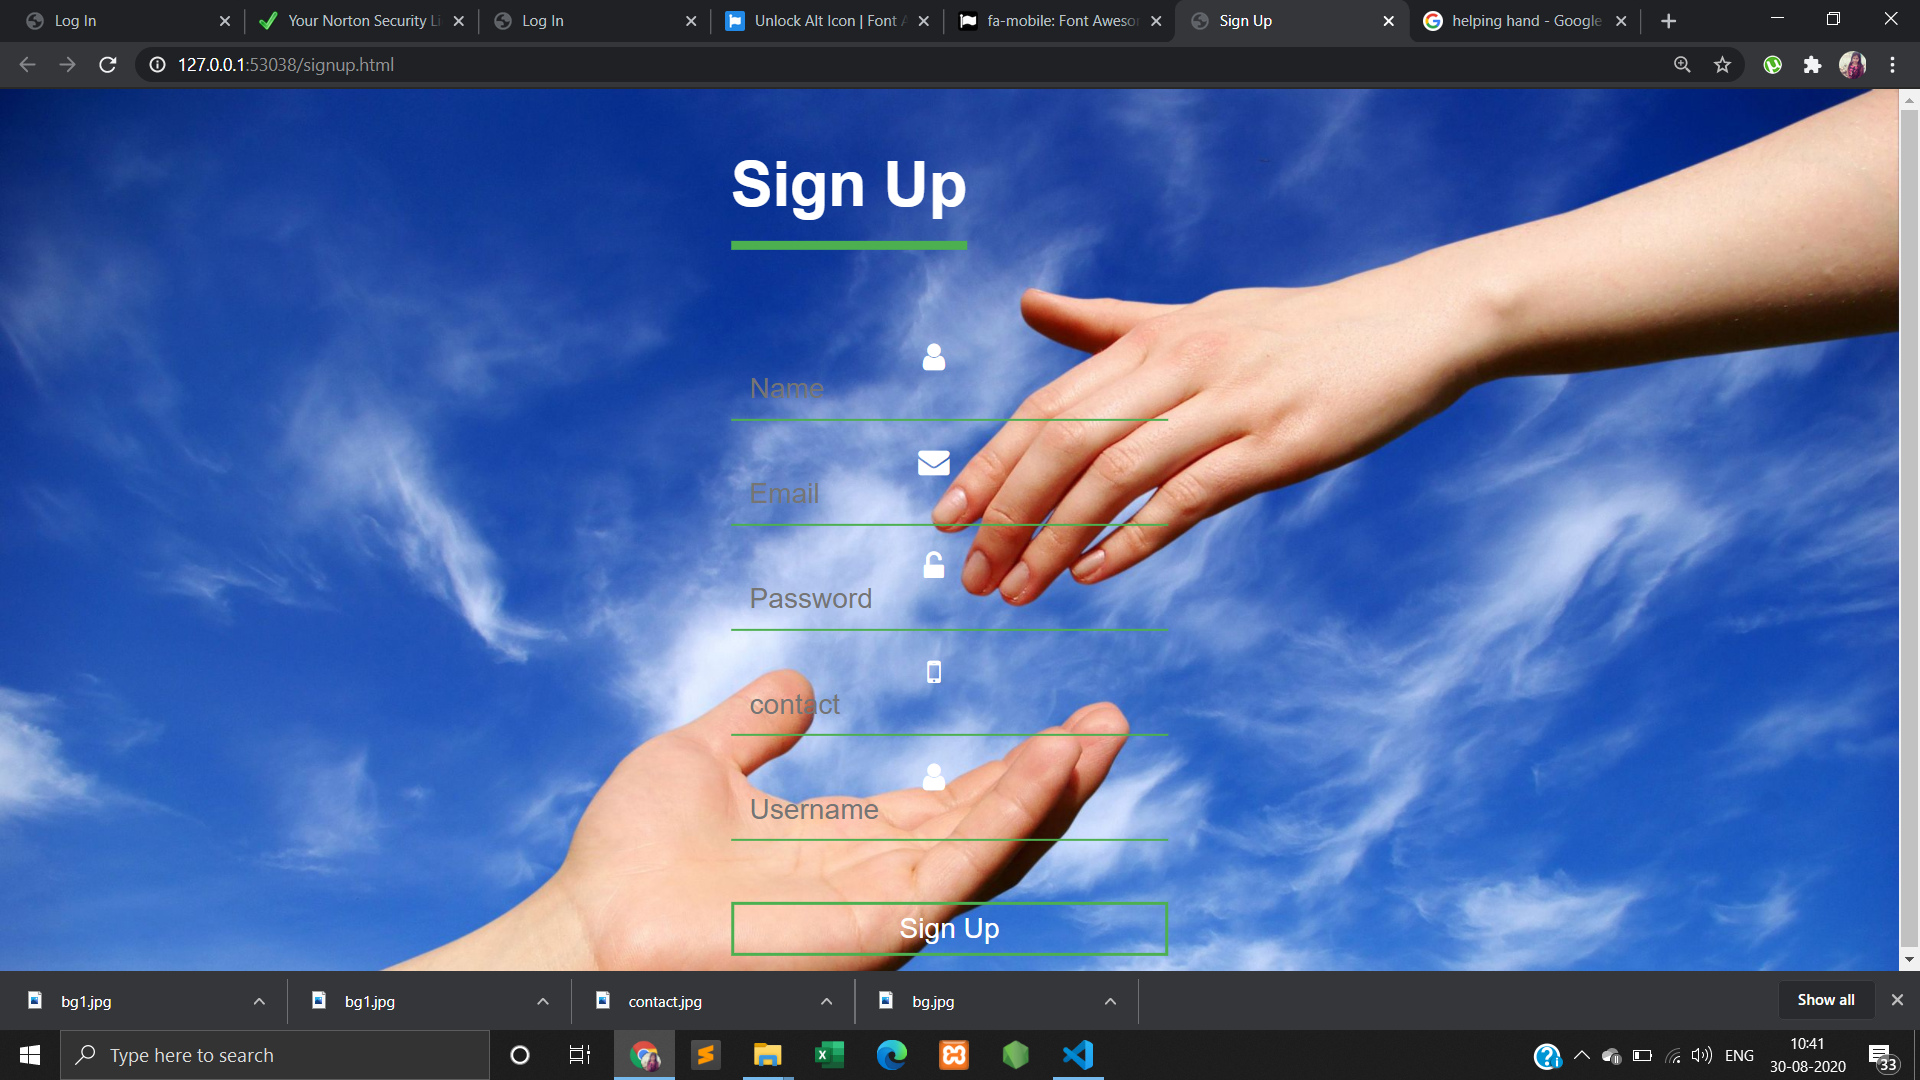 Log In
Your Norton Security Li
Log In
Unlock Alt Icon | Font A
fa-mobile: Font Awesor
Sign Up
helping hand - Google
127.0.0.1:53038/signup.html
Sign Up
Name
Email
Password
contact
Username
Sign Up
bg1.jpg
bg1.jpg
contact.jpg
bg.jpg
Show all
Type here to search
ENG
10:41
30-08-2020
33